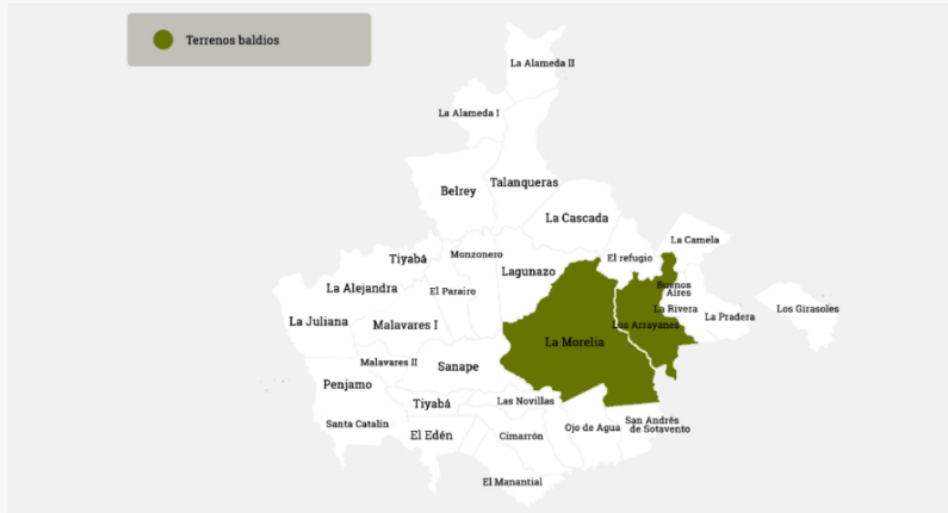 Terrenos baldios
La Alameda II
La Alameda I
Talanqueras
Belrey
La Cascada
La Camela
Monzonero
El refugio
Tiyabá
Lagunazo
Buenos
Aires
La Alejandra
El Parairo
La Rivera
Los Girasoles
La Pradera
La Juliana
Malavares I
Los Arrayanes
La Morelia
Malavares II
Sanape
Penjamo
Las Novillas
Tiyabá
Santa Catalin
San Andrés
de Sotavento
Ojo de Agua
El Edén
Cimarrón
El Manantial